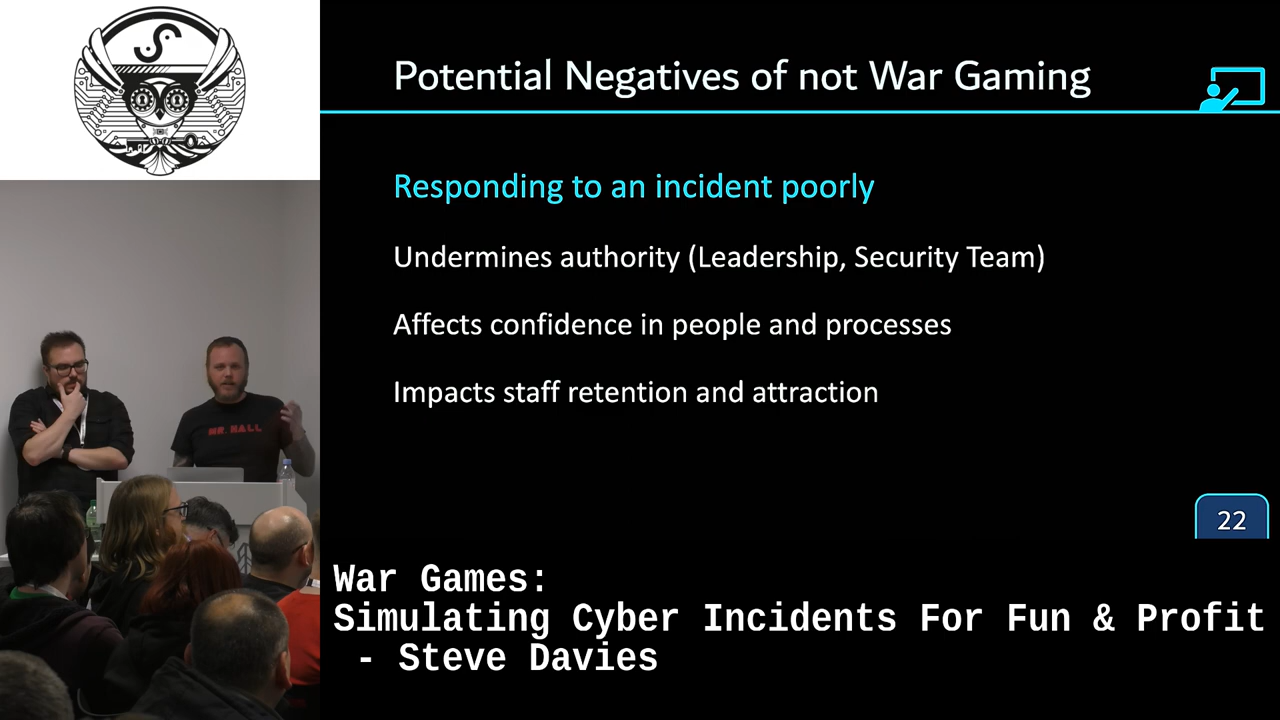 Potential Negatives of not War Gaming
Responding to an incident poorly
Undermines authority (Leadership, Security Team)
Affects confidence in people and processes
Impacts staff retention and attraction
22
MR. HALL
War Games:
Simulating Cyber Incidents For Fun & Profit
- Steve Davies